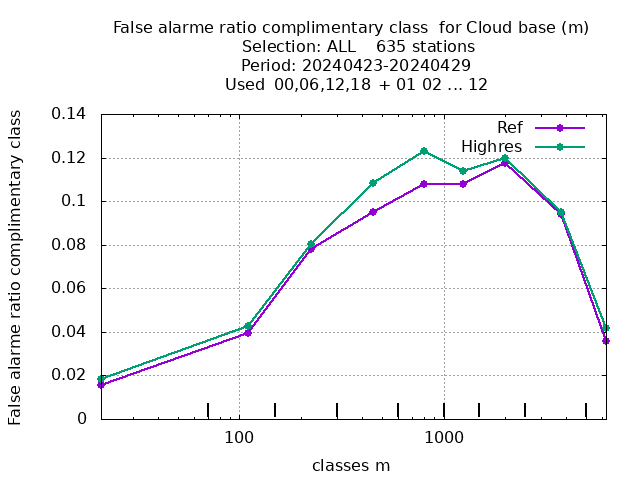 False alarme ratio complimentary class  for Cloud base (m)
Selection: ALL    635 stations
Period: 20240423-20240429
Used  00,06,12,18 + 01 02 ... 12
False alarme ratio complimentary class
0.14
0.12
0.1
0.08
0.06
0.04
0.02
0
Ref
Highres
100
1000
classes m